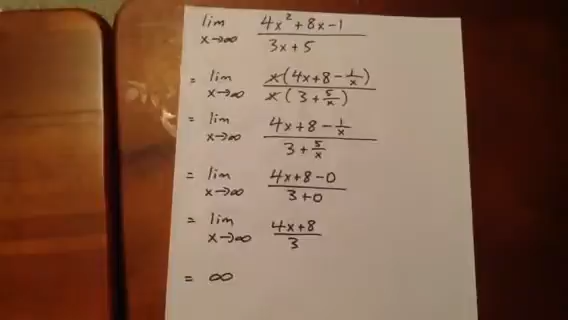 lim x→∞ (4x² + 8x - 1)/(3x + 5)
= lim x→∞ x(4x + 8 - 1/x)/x(3 + 5/x)
= lim x→∞ (4x + 8 - 1/x)/(3 + 5/x)
= lim x→∞ (4x + 8 - 0)/(3 + 0)
= lim x→∞ (4x + 8)/3
= ∞